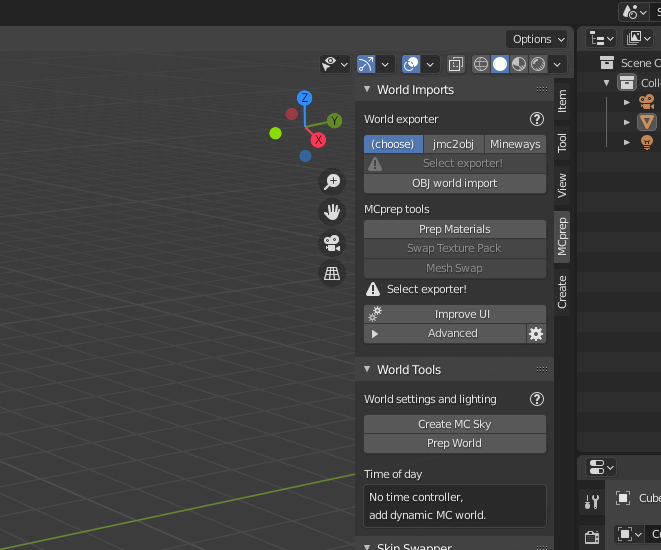 S
Options
Scene C
Coll
Z
Y
X
World Imports
World exporter
(choose) jmc2obj Mineways
Select exporter!
OBJ world import
MCprep tools
Prep Materials
Swap Texture Pack
Mesh Swap
Select exporter!
Improve UI
Advanced
World Tools
World settings and lighting
Create MC Sky
Prep World
Time of day
No time controller,
add dynamic MC world.
Skin Swapper
Item
Tool
View
MCprep
Create
Cube
Cu